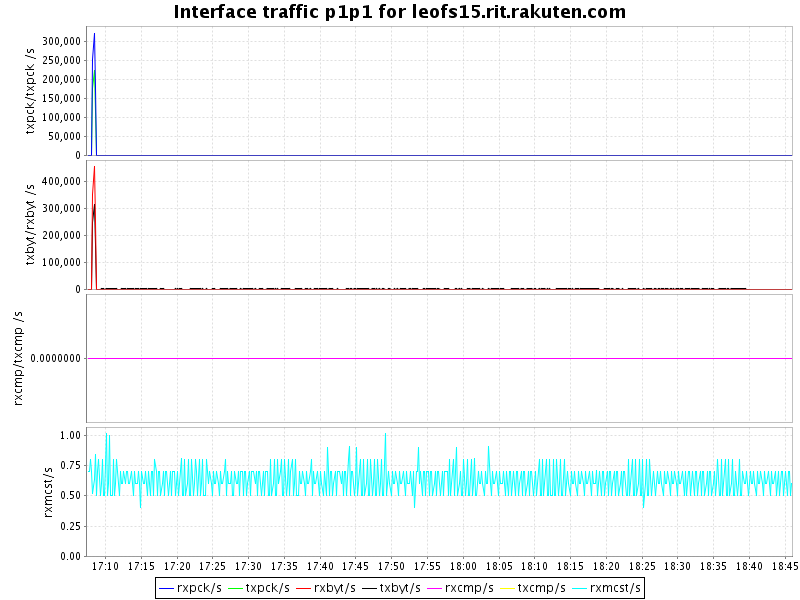 Interface traffic p1p1 for leofs15.rit.rakuten.com
txpck/txpck /s
300,000
250,000
200,000
150,000
100,000
50,000
0
txbyt/rxbyt /s
400,000
300,000
200,000
100,000
0
rxcmp/txcmp /s
0.0000000
rxmcst/s
1.00
0.75
0.50
0.25
0.00
17:10 17:15 17:20 17:25 17:30 17:35 17:40 17:45 17:50 17:55 18:00 18:05 18:10 18:15 18:20 18:25 18:30 18:35 18:40 18:45
rxpck/s txpck/s rxbyt/s txbyt/s rxcmp/s txcmp/s rxmcst/s